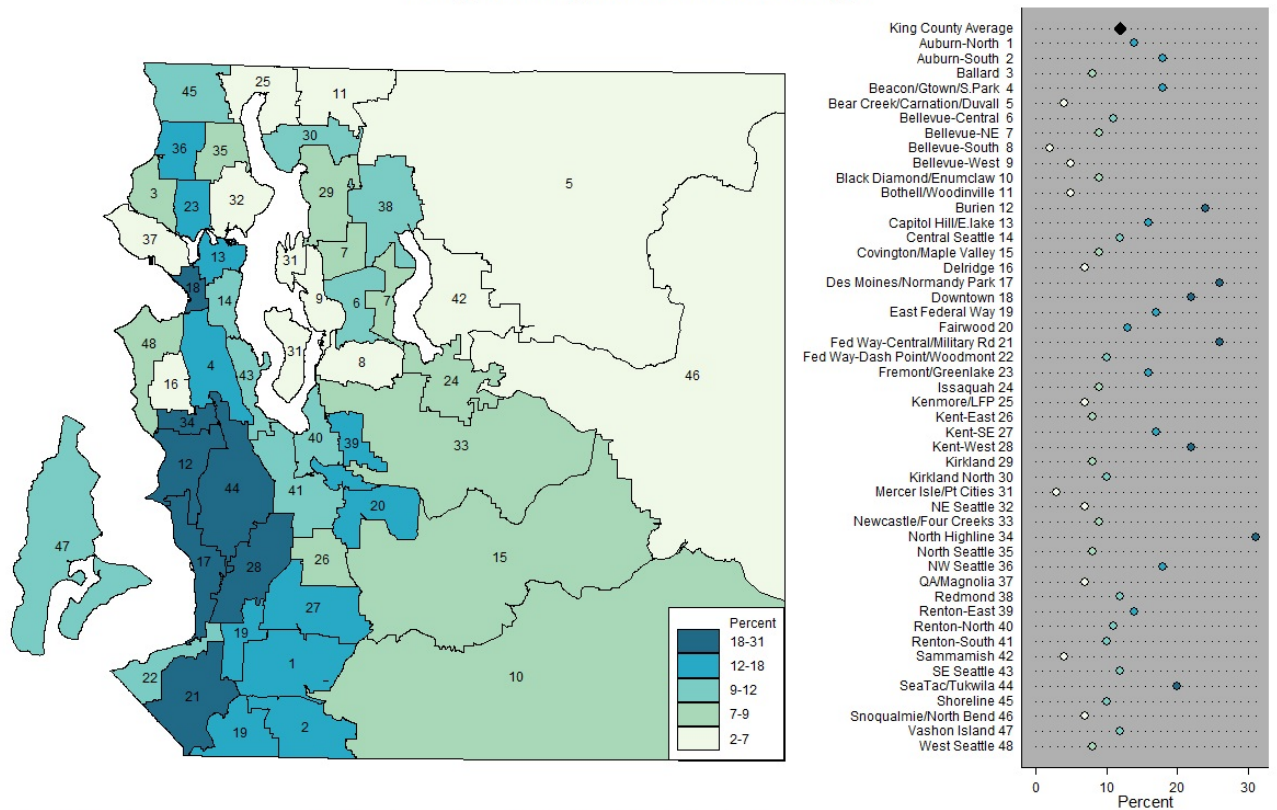 45
25
11
36
35
30
5
3
23
32
29
38
37
13
31
7
18
14
9
6
7
42
48
4
43
31
8
16
24
46
34
40
39
33
12
44
41
20
47
17
28
26
15
27
19
1
22
21
10
19
2
Percent
18-31
12-18
9-12
7-9
2-7
King County Average
Auburn-North 1
Auburn-South 2
Ballard 3
Beacon/Gtown/S.Park 4
Bear Creek/Carnation/Duvall 5
Bellevue-Central 6
Bellevue-NE 7
Bellevue-South 8
Bellevue-West 9
Black Diamond/Enumclaw 10
Bothell/Woodinville 11
Burien 12
Capitol Hill/E.lake 13
Central Seattle 14
Covington/Maple Valley 15
Delridge 16
Des Moines/Normandy Park 17
Downtown 18
East Federal Way 19
Fairwood 20
Fed Way-Central/Military Rd 21
Fed Way-Dash Point/Woodmont 22
Fremont/Greenlake 23
Issaquah 24
Kenmore/LFP 25
Kent-East 26
Kent-SE 27
Kent-West 28
Kirkland 29
Kirkland North 30
Mercer Isle/Pt Cities 31
NE Seattle 32
Newcastle/Four Creeks 33
North Highline 34
North Seattle 35
NW Seattle 36
QA/Magnolia 37
Redmond 38
Renton-East 39
Renton-North 40
Renton-South 41
Sammamish 42
SE Seattle 43
SeaTac/Tukwila 44
Shoreline 45
Snoqualmie/North Bend 46
Vashon Island 47
West Seattle 48
0 10 20 30
Percent